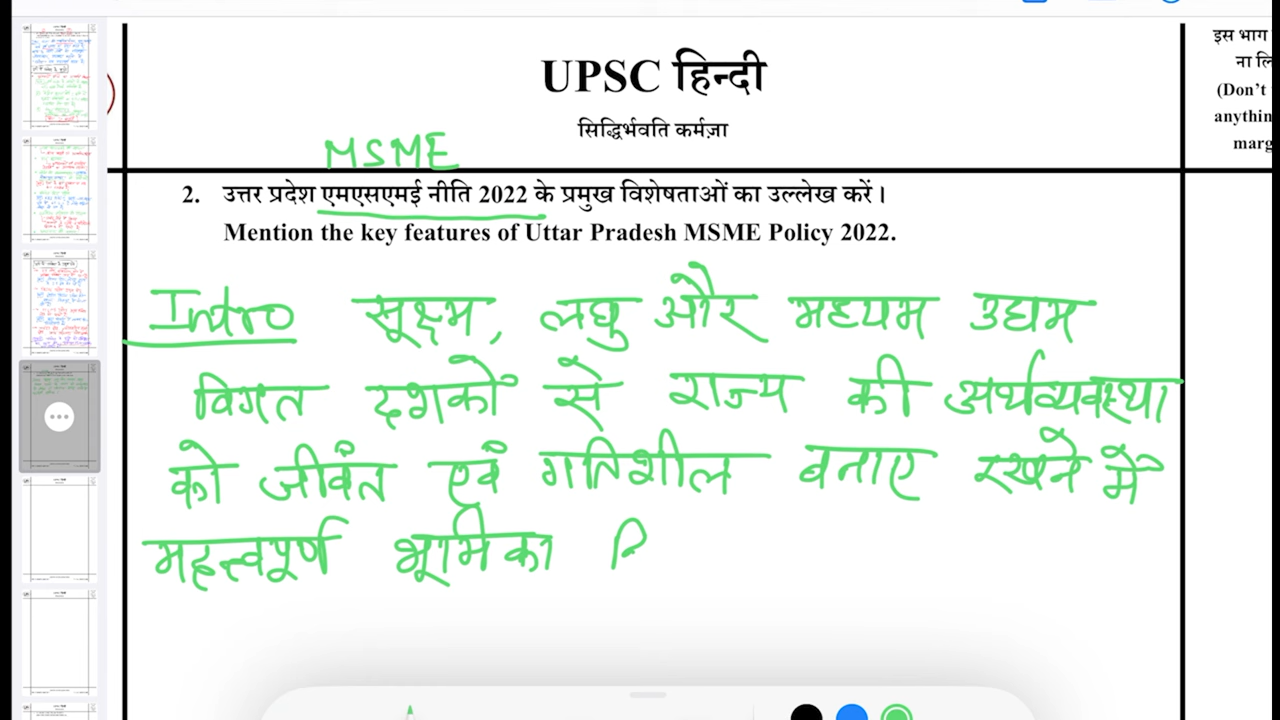 UPSC हिन्दी
सिद्धिर्भवति कर्मज़ा
MSME
2. उत्तर प्रदेश एमएसएमई नीति 2022 के प्रमुख विशेषताओं का उल्लेख करें।
Mention the key features of Uttar Pradesh MSME Policy 2022.
Intro सूक्ष्म, लघु और मध्यम उद्यम
विगत दशकों से राज्य की अर्थव्यवस्था
को जीवंत एवं गतिशील बनाए रखने में
महत्त्वपूर्ण भूमिका
इस भाग
ना
(Don't
anythin
marg